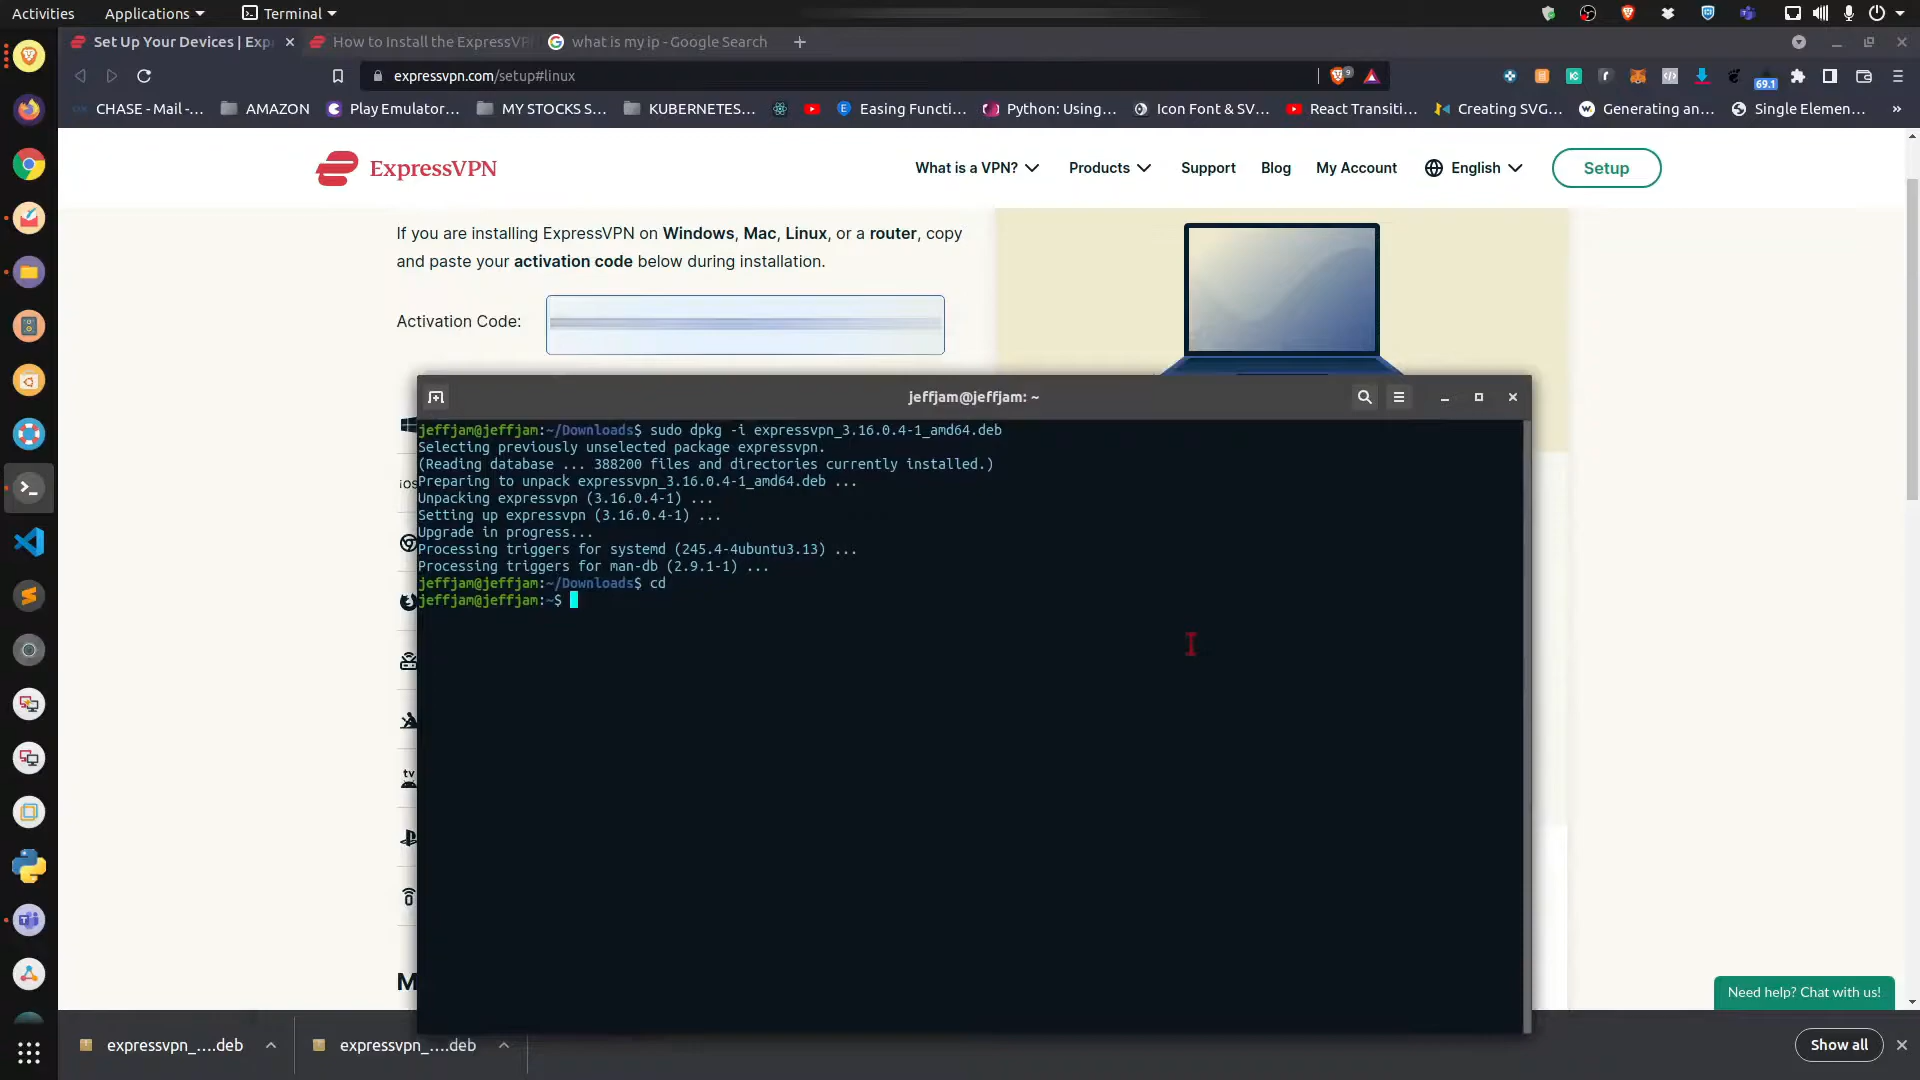 Activities Applications Terminal
Set Up Your Devices | Exp How to Install the ExpressV what is my ip - Google Search
expressvpn.com/setup#linux 9 69.1
CHASE - Mail -... AMAZON Play Emulator... MY STOCKS S... KUBERNETES... Easing Functi... Python: Using... Icon Font & SV... React Transiti... Creating SVG... Generating an... Single Elemen... »
ExpressVPN What is a VPN? Products Support Blog My Account English Setup
If you are installing ExpressVPN on Windows, Mac, Linux, or a router, copy
and paste your activation code below during installation.
Activation Code:
jeffjam@jeffjam: ~
jeffjam@jeffjam:~/Downloads$ sudo dpkg -i expressvpn_3.16.0.4-1_amd64.deb
Selecting previously unselected package expressvpn.
(Reading database ... 388200 files and directories currently installed.)
Preparing to unpack expressvpn_3.16.0.4-1_amd64.deb ...
Unpacking expressvpn (3.16.0.4-1) ...
Setting up expressvpn (3.16.0.4-1) ...
Upgrade in progress...
Processing triggers for systemd (245.4-4ubuntu3.13) ...
Processing triggers for man-db (2.9.1-1) ...
jeffjam@jeffjam:~/Downloads$ cd
jeffjam@jeffjam:~$
iOS
tv
M
Need help? Chat with us!
expressvpn_....deb expressvpn_....deb Show all